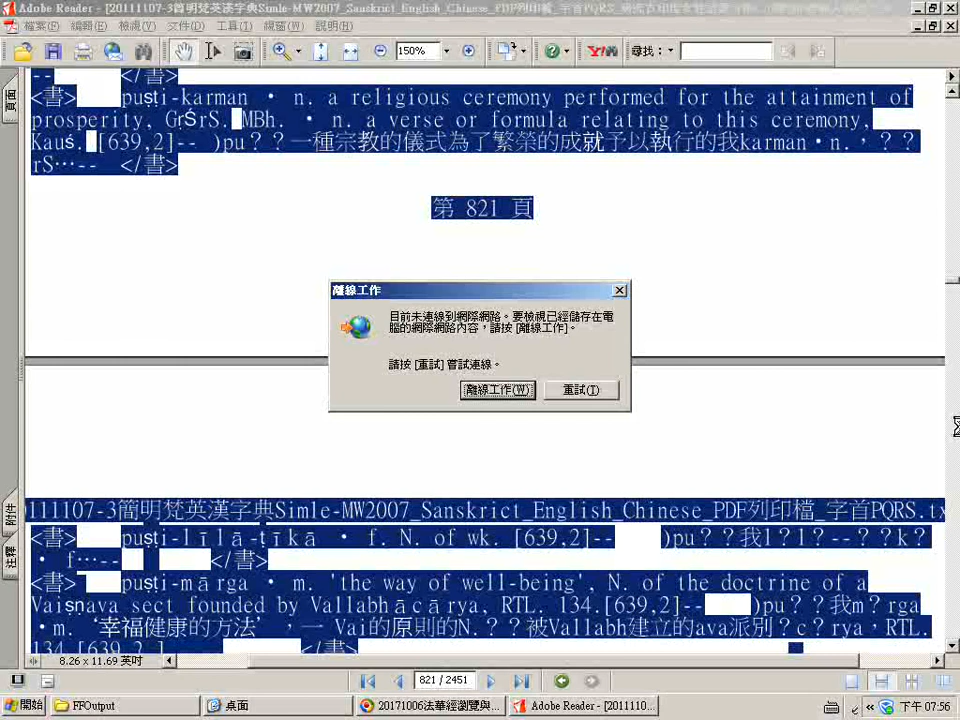 Adobe Reader - [20111107-3簡明梵英漢字典Simle-MW2007_Sanskrit_English_Chinese_PDF列印檔_字首PQRS
檔案(F) 編輯(E) 檢視(V) 文件(D) 工具(T) 視窗(W) 說明(H)
150% Y! 尋找：
頁面
-- </書>
<書> puṣṭi-karman • n. a religious ceremony performed for the attainment of
prosperity, GrŚrS. MBh. • n. a verse or formula relating to this ceremony,
Kauś. [639,2]-- )pu？？一種宗教的儀式為了繁榮的成就予以執行的我karman‧n.，？？
rS…-- </書>
第 821 頁
離線工作
目前未連線到網際網路。要檢視已經儲存在電
腦的網際網路內容，請按 [離線工作]。
請按 [重試] 嘗試連線。
離線工作(W) 重試(T)
附件
注釋
111107-3簡明梵英漢字典Simle-MW2007_Sanskrict_English_Chinese_PDF列印檔_字首PQRS.tx
<書> puṣṭi-līlā-ṭīkā • f. N. of wk. [639,2]-- )pu？？我l？l？--？？k？
‧ f…-- </書>
<書> puṣṭi-mārga • m. 'the way of well-being', N. of the doctrine of a
Vaiṣṇava sect founded by Vallabhācārya, RTL. 134.[639,2]-- )pu？？我m？rga
‧m.‘幸福健康的方法’，一 Vai的原則的N.？？被Vallabh建立的ava派別？c？rya，RTL.
134.[639,2.] </書>
8.26 x 11.69 英吋
821 / 2451
開始 FFOutput 桌面 20171006法華經瀏覽與... Adobe Reader - [2011110... 下午 07:56